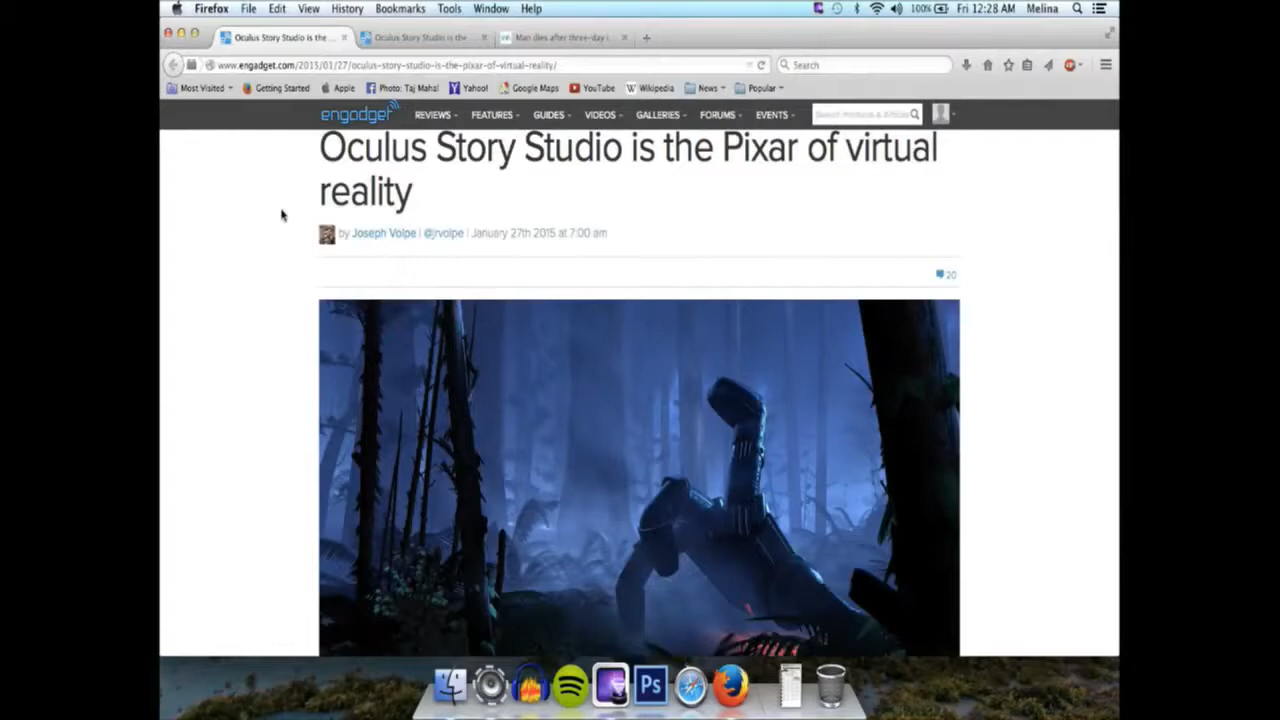 Firefox File Edit View History Bookmarks Tools Window Help 100% Fri 12:28 AM Melina
Oculus Story Studio is the ... Oculus Story Studio is the ... Man dies after three-day i...
www.engadget.com/2015/01/27/oculus-story-studio-is-the-pixar-of-virtual-reality/ Search
Most Visited Getting Started Apple Photo: Taj Mahal Yahoo! Google Maps YouTube Wikipedia News Popular
engadget REVIEWS FEATURES GUIDES VIDEOS GALLERIES FORUMS EVENTS
Oculus Story Studio is the Pixar of virtual
reality
by Joseph Volpe | @jrvolpe | January 27th 2015 at 7:00 am
20
Ps